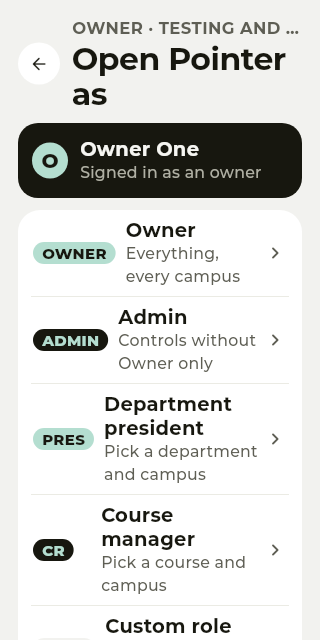 OWNER · TESTING AND ...
Open Pointer
as
O
Owner One
Signed in as an owner
OWNER
Owner
Everything,
every campus
ADMIN
Admin
Controls without
Owner only
PRES
Department
president
Pick a department
and campus
CR
Course
manager
Pick a course and
campus
Custom role